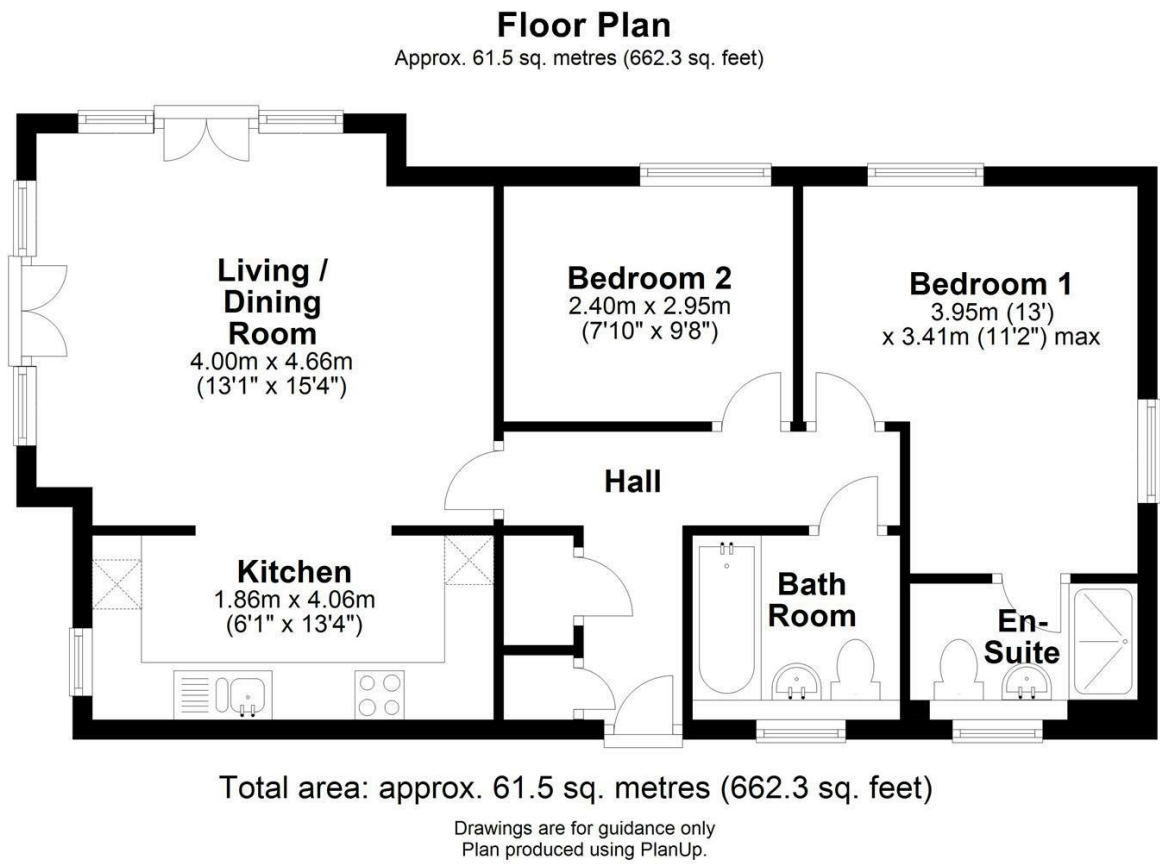 Floor Plan
Approx. 61.5 sq. metres (662.3 sq. feet)
Living /
Dining
Room
4.00m x 4.66m
(13'1" x 15'4")
Bedroom 2
2.40m x 2.95m
(7'10" x 9'8")
Bedroom 1
3.95m (13')
x 3.41m (11'2") max
Hall
Kitchen
1.86m x 4.06m
(6'1" x 13'4")
Bath
Room
En-
Suite
Total area: approx. 61.5 sq. metres (662.3 sq. feet)
Drawings are for guidance only
Plan produced using PlanUp.